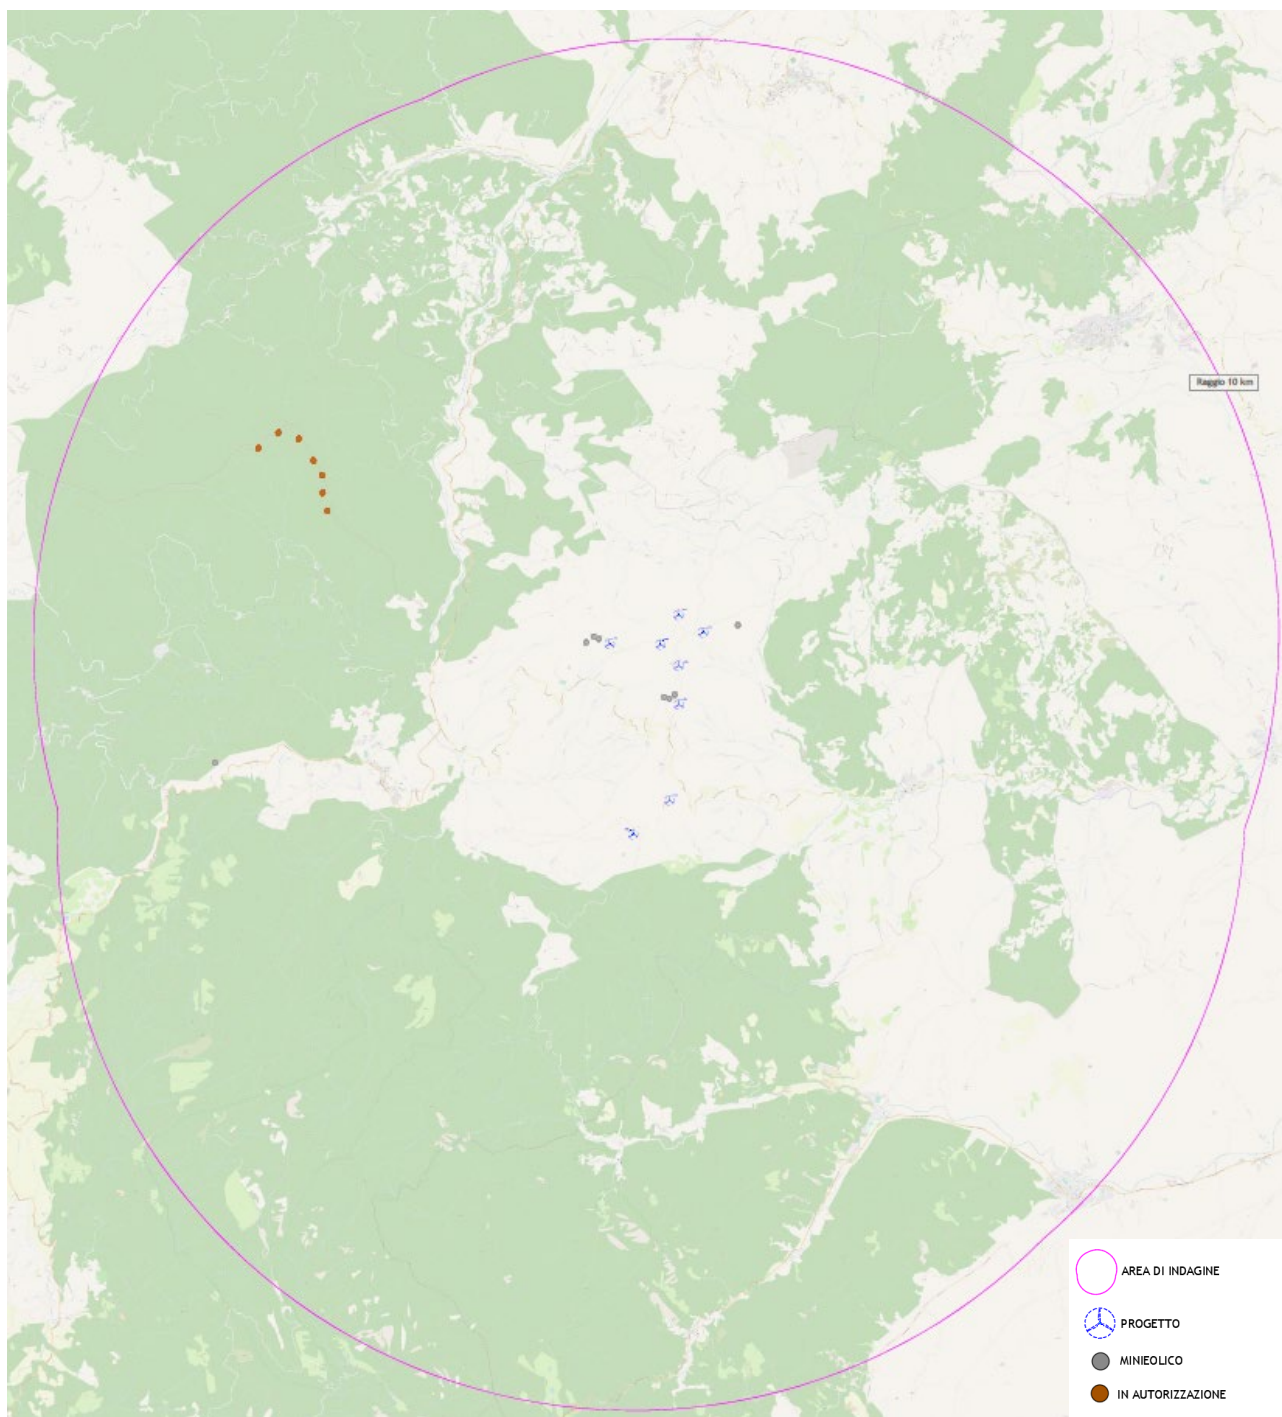 Raggio 10 km
AREA DI INDAGINE
PROGETTO
MINIEOLICO
IN AUTORIZZAZIONE